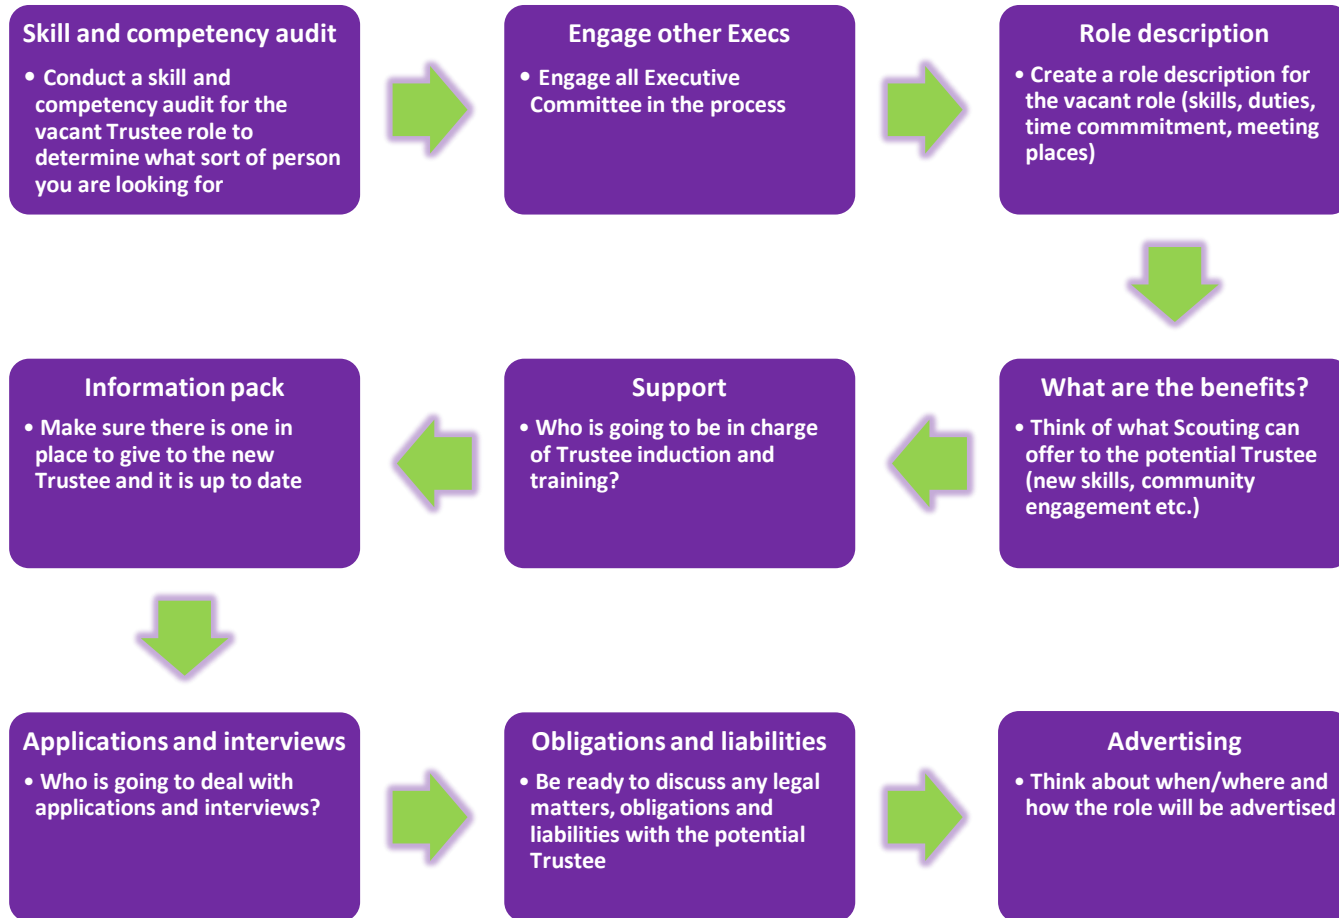 Skill and competency audit
• Conduct a skill and
competency audit for the
vacant Trustee role to
determine what sort of person
you are looking for
Engage other Execs
• Engage all Executive
Committee in the process
Role description
• Create a role description for
the vacant role (skills, duties,
time commmitment, meeting
places)
What are the benefits?
• Think of what Scouting can
offer to the potential Trustee
(new skills, community
engagement etc.)
Support
• Who is going to be in charge
of Trustee induction and
training?
Information pack
• Make sure there is one in
place to give to the new
Trustee and it is up to date
Applications and interviews
• Who is going to deal with
applications and interviews?
Obligations and liabilities
• Be ready to discuss any legal
matters, obligations and
liabilities with the potential
Trustee
Advertising
• Think about when/where and
how the role will be advertised